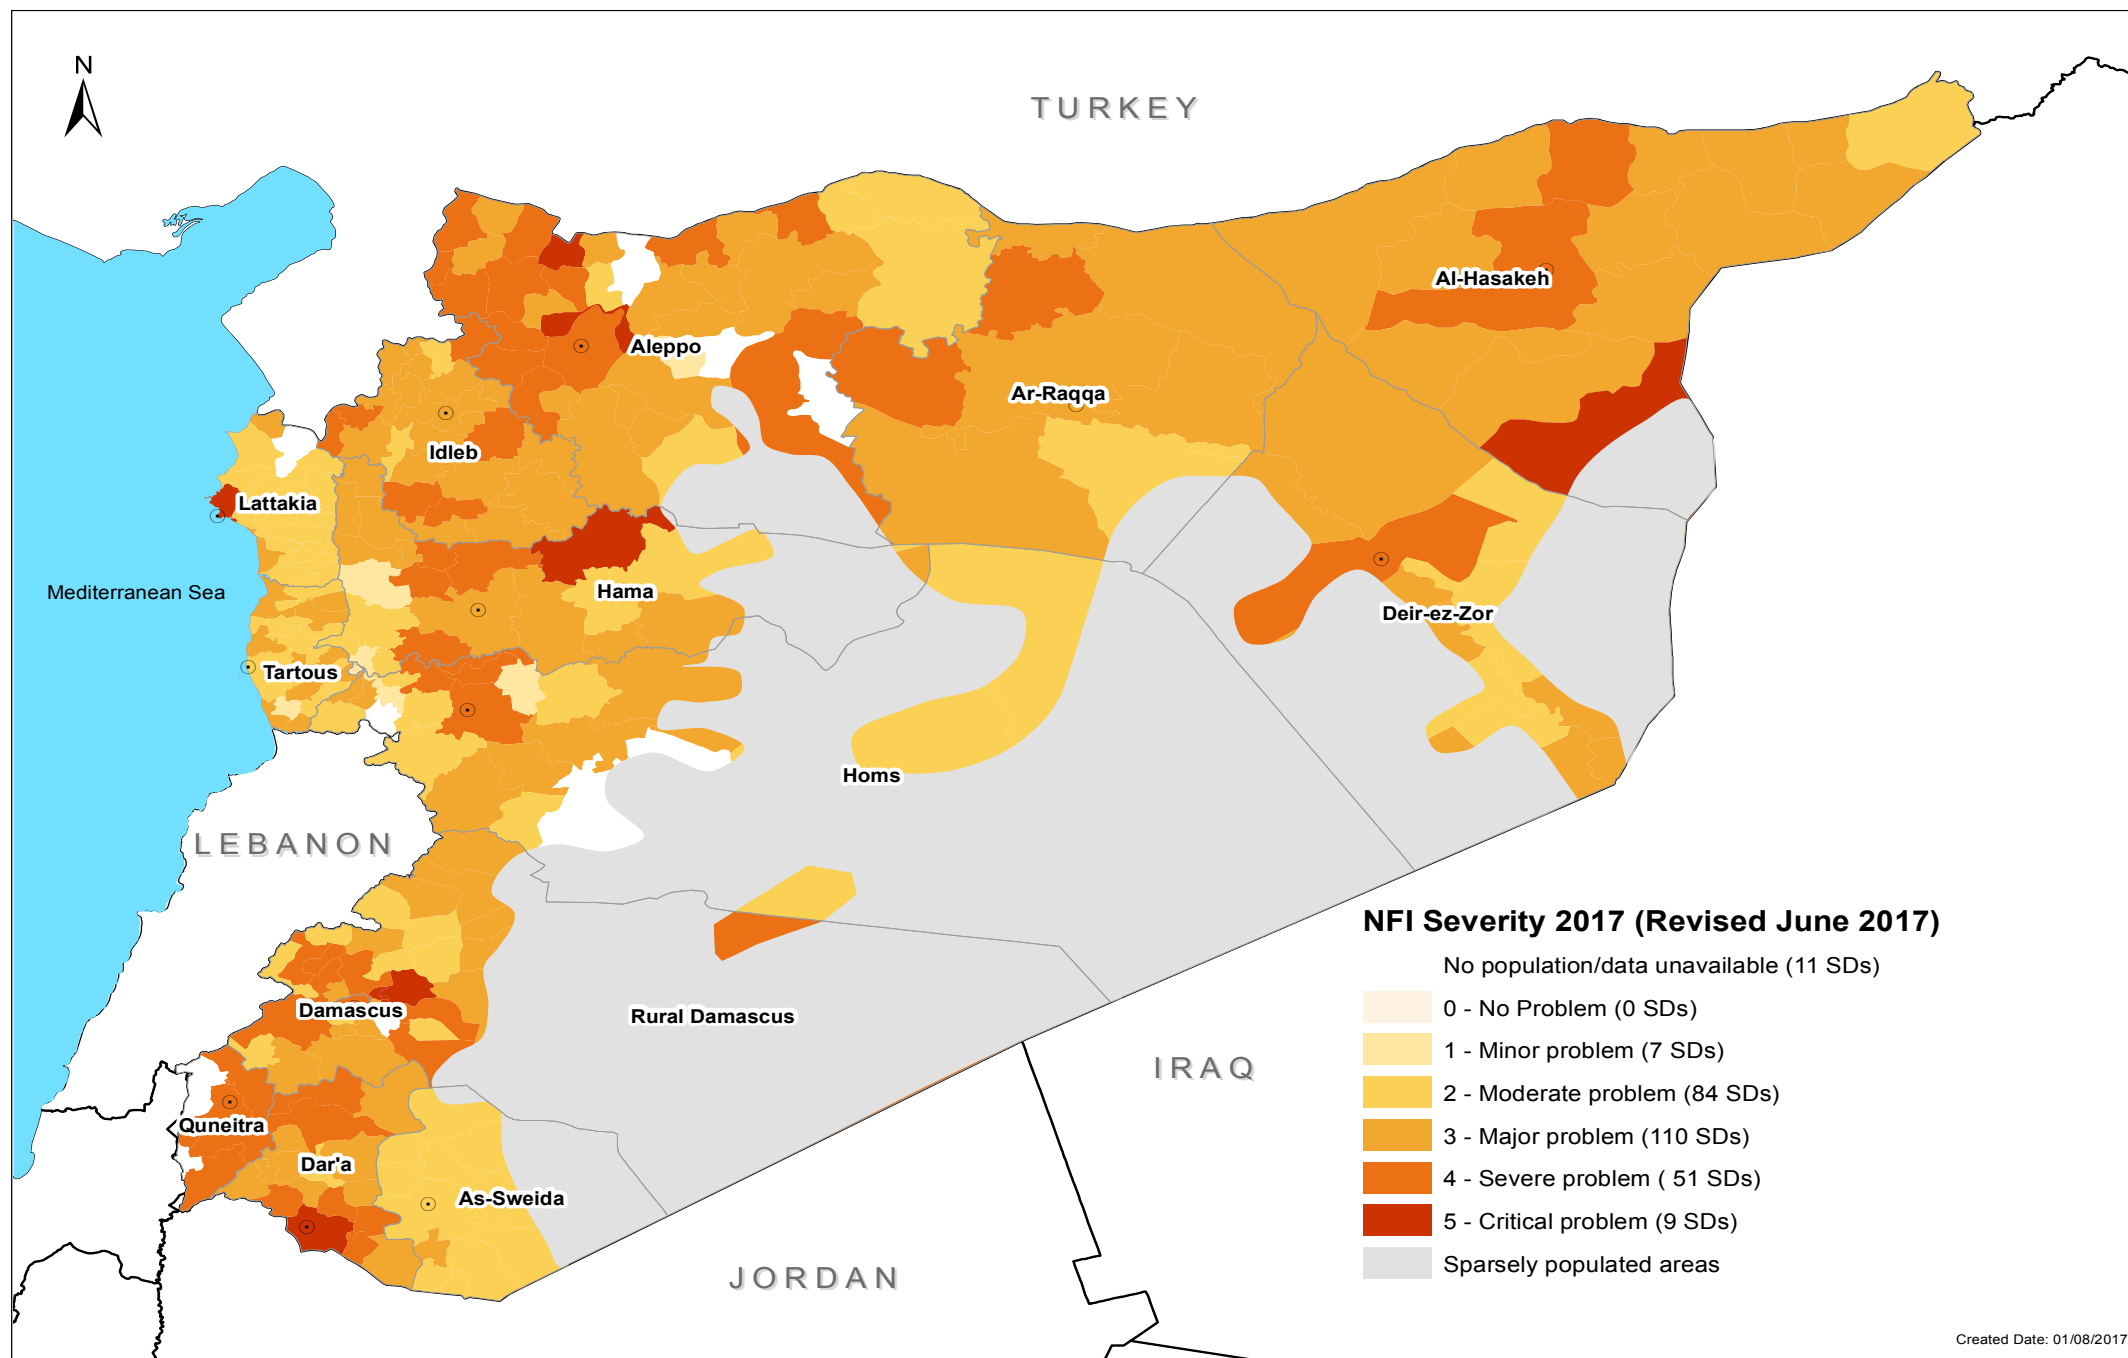 N
TURKEY
Al-Hasakeh
Aleppo
Ar-Raqqa
Idleb
Lattakia
Mediterranean Sea
Hama
Deir-ez-Zor
Tartous
Homs
LEBANON
NFI Severity 2017 (Revised June 2017)
No population/data unavailable (11 SDs)
0 - No Problem (0 SDs)
1 - Minor problem (7 SDs)
2 - Moderate problem (84 SDs)
3 - Major problem (110 SDs)
4 - Severe problem ( 51 SDs)
5 - Critical problem (9 SDs)
Sparsely populated areas
Damascus
Rural Damascus
IRAQ
Quneitra
Dar'a
As-Sweida
JORDAN
Created Date: 01/08/2017